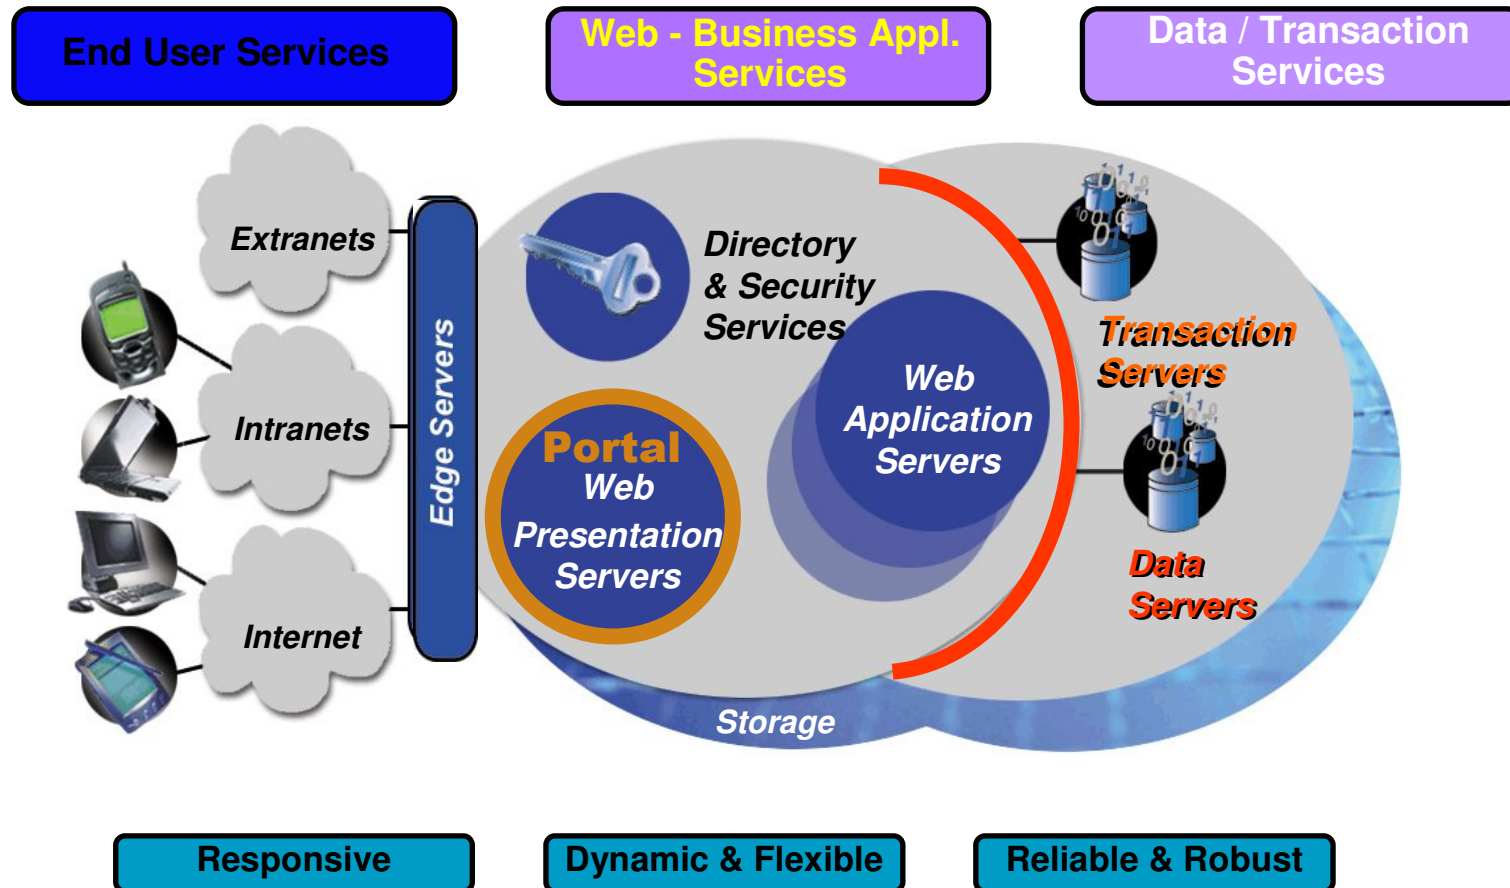 End User Services
Web - Business Appl.
Services
Data / Transaction
Services
Extranets
Intranets
Internet
Edge Servers
Directory
& Security
Services
Portal
Web
Presentation
Servers
Web
Application
Servers
Transaction
Servers
Data
Servers
Storage
Responsive
Dynamic & Flexible
Reliable & Robust